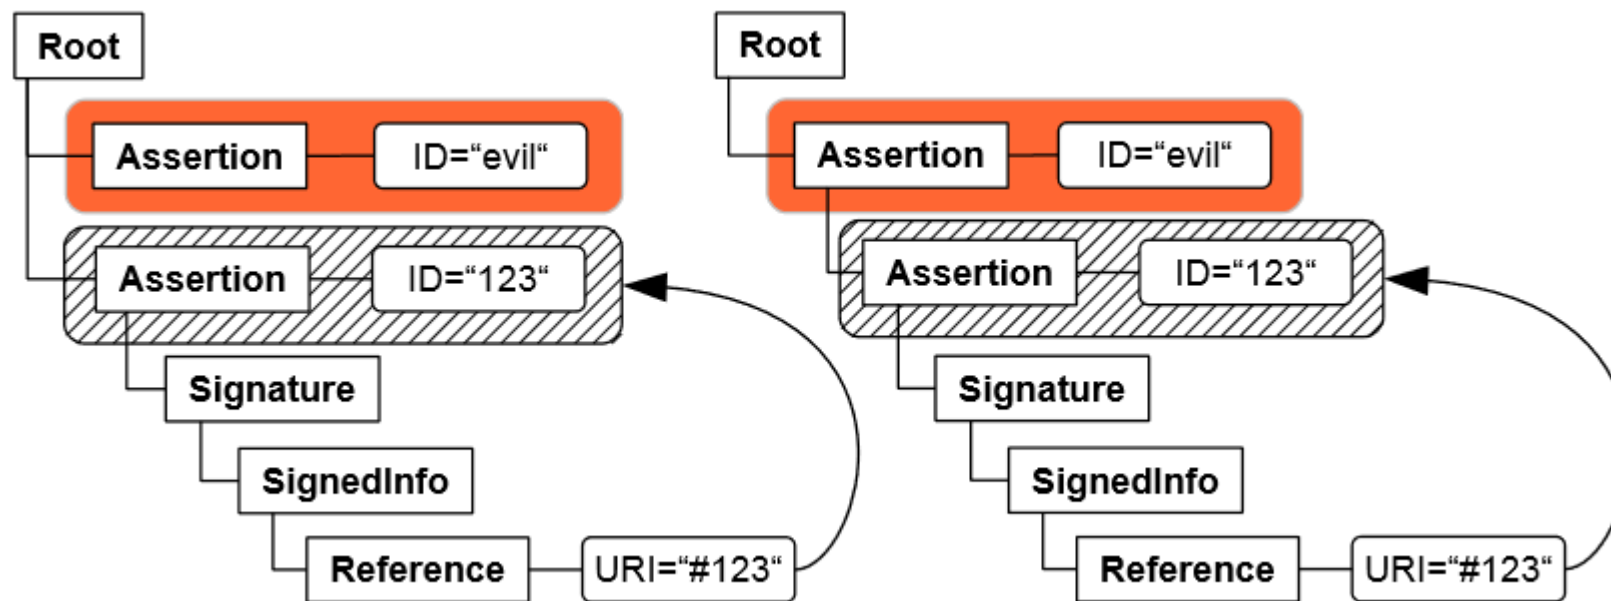 Root
Assertion ID=“evil“
Assertion ID=“123“
Signature
SignedInfo
Reference URI=“#123“
Root
Assertion ID=“evil“
Assertion ID=“123“
Signature
SignedInfo
Reference URI=“#123“